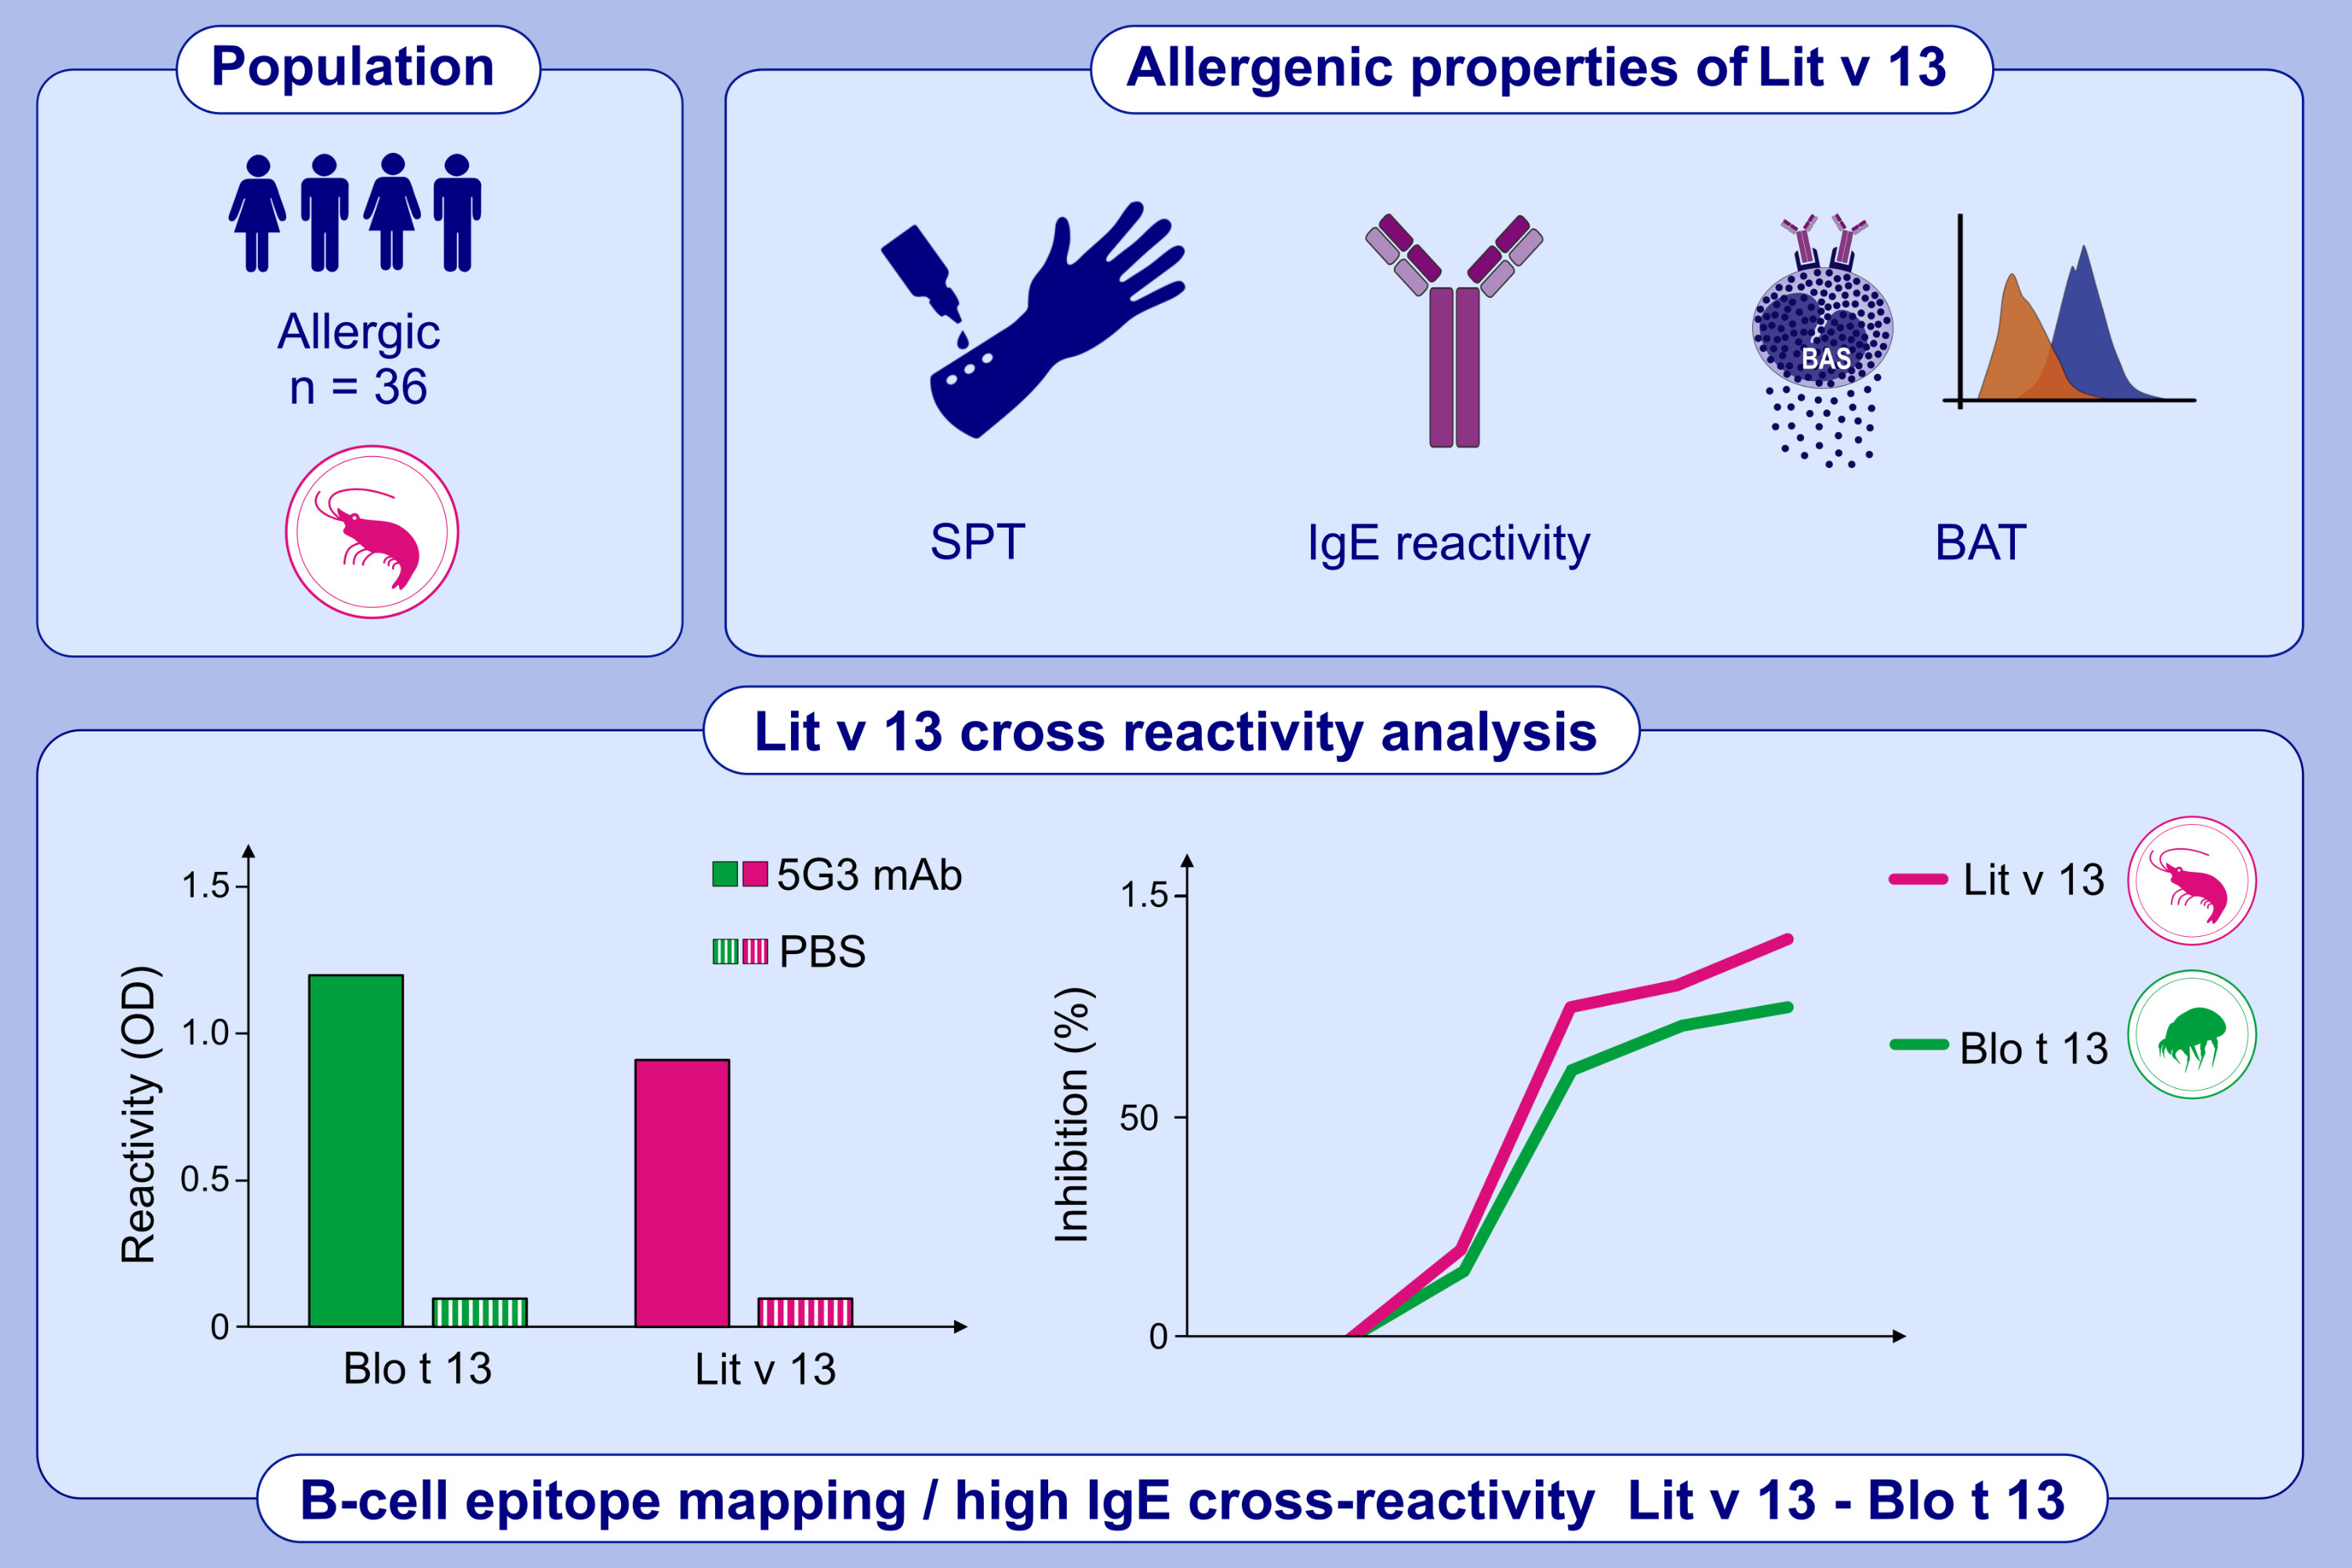 Population
Allergic
n = 36
Allergenic properties of Lit v 13
SPT
IgE reactivity
BAS
BAT
Lit v 13 cross reactivity analysis
Reactivity (OD)
1.5
1.0
0.5
0
5G3 mAb
PBS
Blo t 13
Lit v 13
Inhibition (%)
1.5
50
0
Lit v 13
Blo t 13
B-cell epitope mapping / high IgE cross-reactivity Lit v 13 - Blo t 13